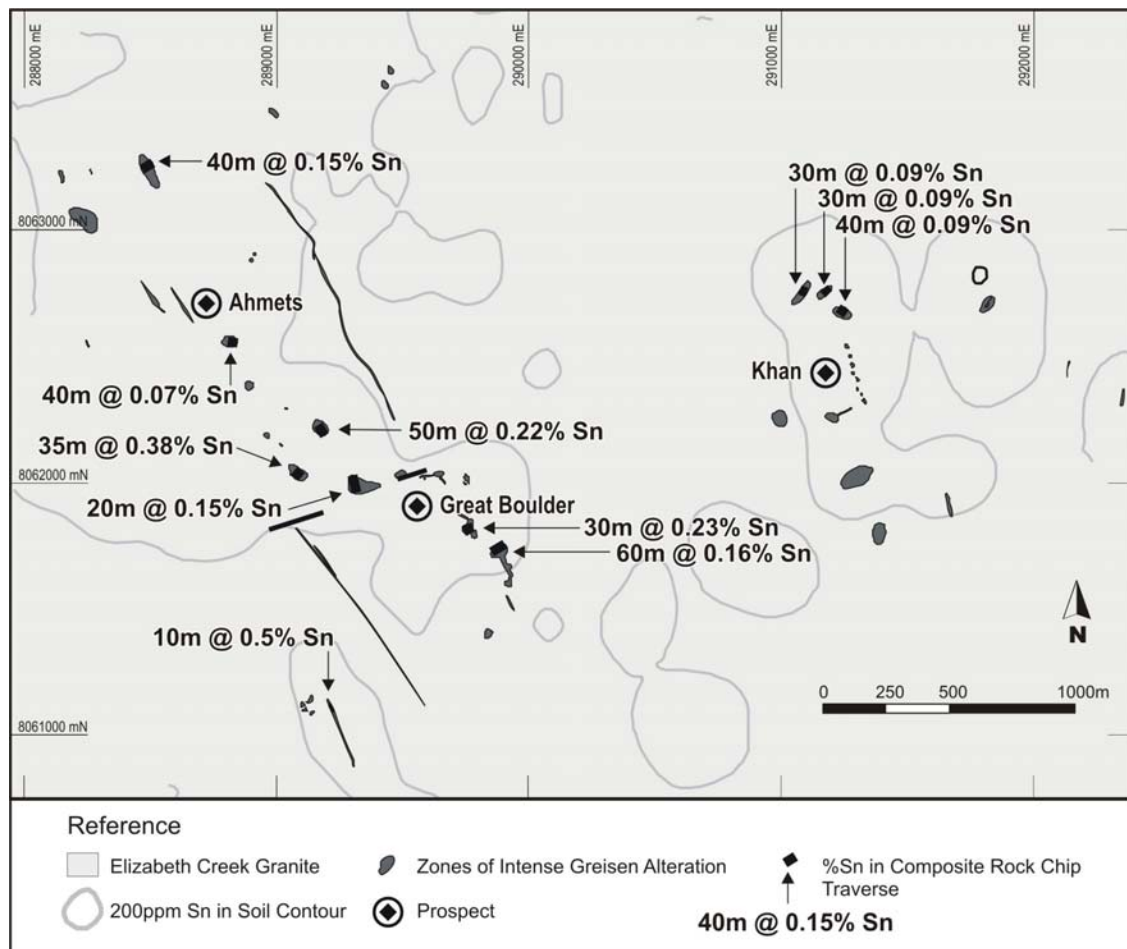 288000 mE
289000 mE
290000 mE
291000 mE
292000 mE
40m @ 0.15% Sn
30m @ 0.09% Sn
30m @ 0.09% Sn
40m @ 0.09% Sn
8063000 mN
Ahmets
Khan
40m @ 0.07% Sn
50m @ 0.22% Sn
35m @ 0.38% Sn
8062000 mN
20m @ 0.15% Sn
Great Boulder
30m @ 0.23% Sn
60m @ 0.16% Sn
10m @ 0.5% Sn
N
0 250 500 1000m
8061000 mN
Reference
Elizabeth Creek Granite
Zones of Intense Greisen Alteration
%Sn in Composite Rock Chip
Traverse
200ppm Sn in Soil Contour
Prospect
40m @ 0.15% Sn